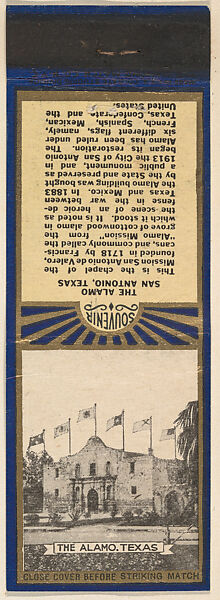 THE ALAMO
SAN ANTONIO, TEXAS
This is the chapel of the
Mission San Antonio de Valero,
founded in 1718 by Francis-
cans, and commonly called the
"Alamo Mission" from the
grove of cottonwood alamo in
which it stood. It is noted as
the scene of an heroic de-
fense in the war between
Texas and Mexico. In 1883
the Alamo building was bought
by the State and preserved as
a public monument, and in
1913 the city of San Antonio
began its restoration. The
Alamo has been ruled under
six different flags, namely,
French, Spanish, Mexican,
Texas, Confederate and the
United States.
SOUVENIR
THE ALAMO. TEXAS
CLOSE COVER BEFORE STRIKING MATCH